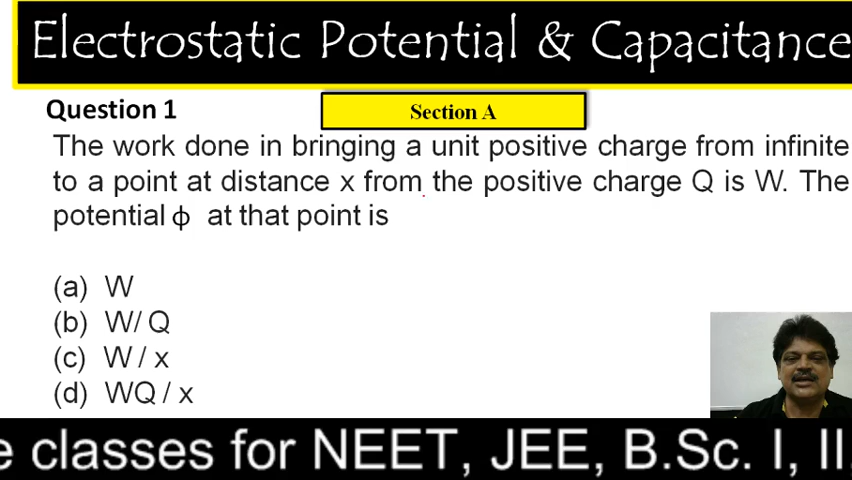 Electrostatic Potential & Capacitance
Question 1
Section A
The work done in bringing a unit positive charge from infinite
to a point at distance x from the positive charge Q is W. The
potential ϕ at that point is
(a) W
(b) W/ Q
(c) W / x
(d) WQ / x
e classes for NEET, JEE, B.Sc. I, II,